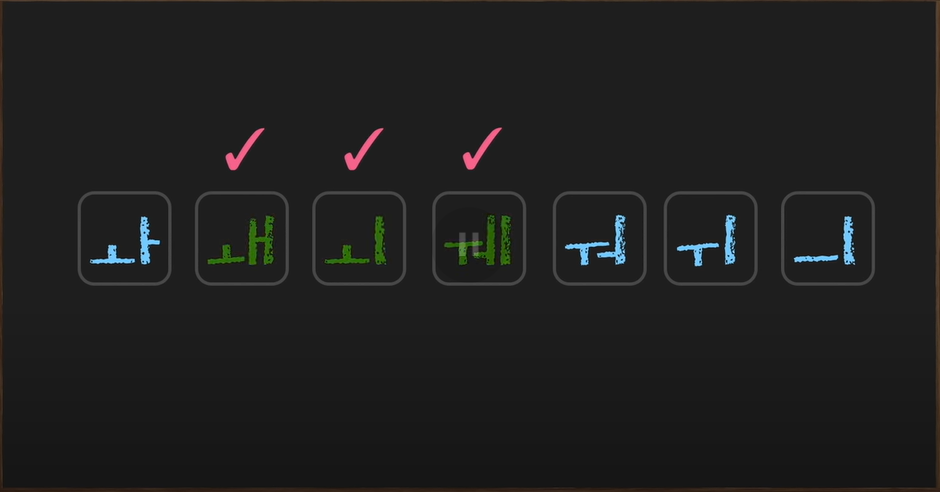 ㅘ ㅙ ㅚ ㅞ ㅝ ㅟ ㅢ